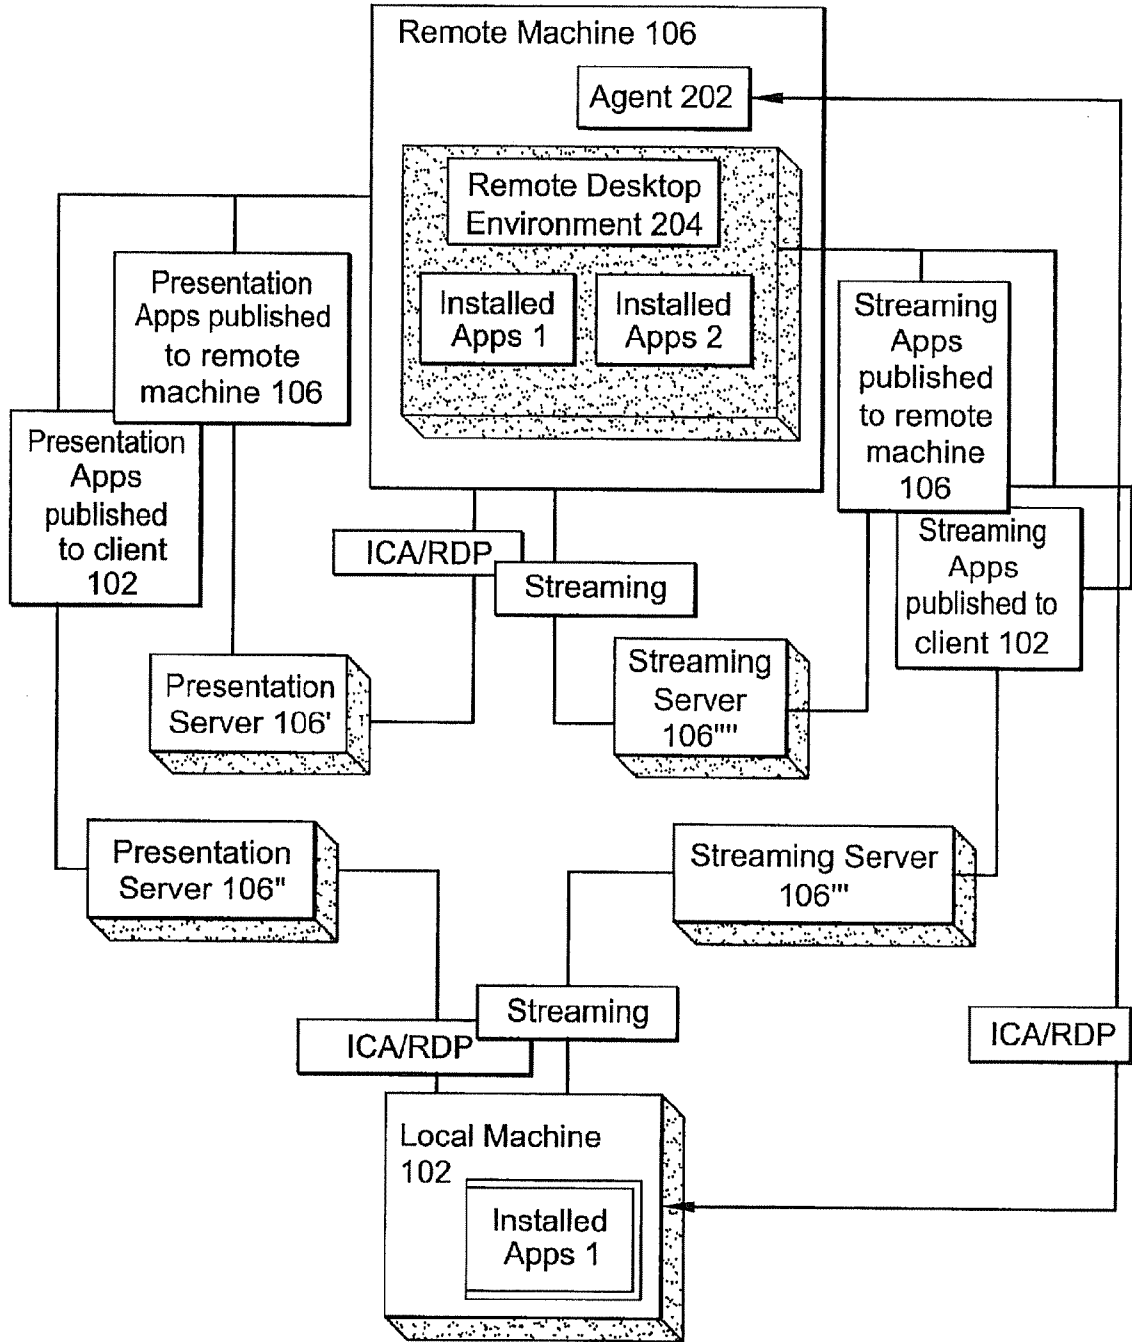 Remote Machine 106
Agent 202
Remote Desktop
Environment 204
Installed
Apps 1
Installed
Apps 2
Presentation
Apps published
to remote
machine 106
Presentation
Apps
published
to client
102
Streaming
Apps
published
to remote
machine
106
Streaming
Apps
published to
client 102
ICA/RDP
Streaming
Presentation
Server 106'
Streaming
Server
106''''
Presentation
Server 106"
Streaming Server
106'''
Streaming
ICA/RDP
ICA/RDP
Local Machine
102
Installed
Apps 1